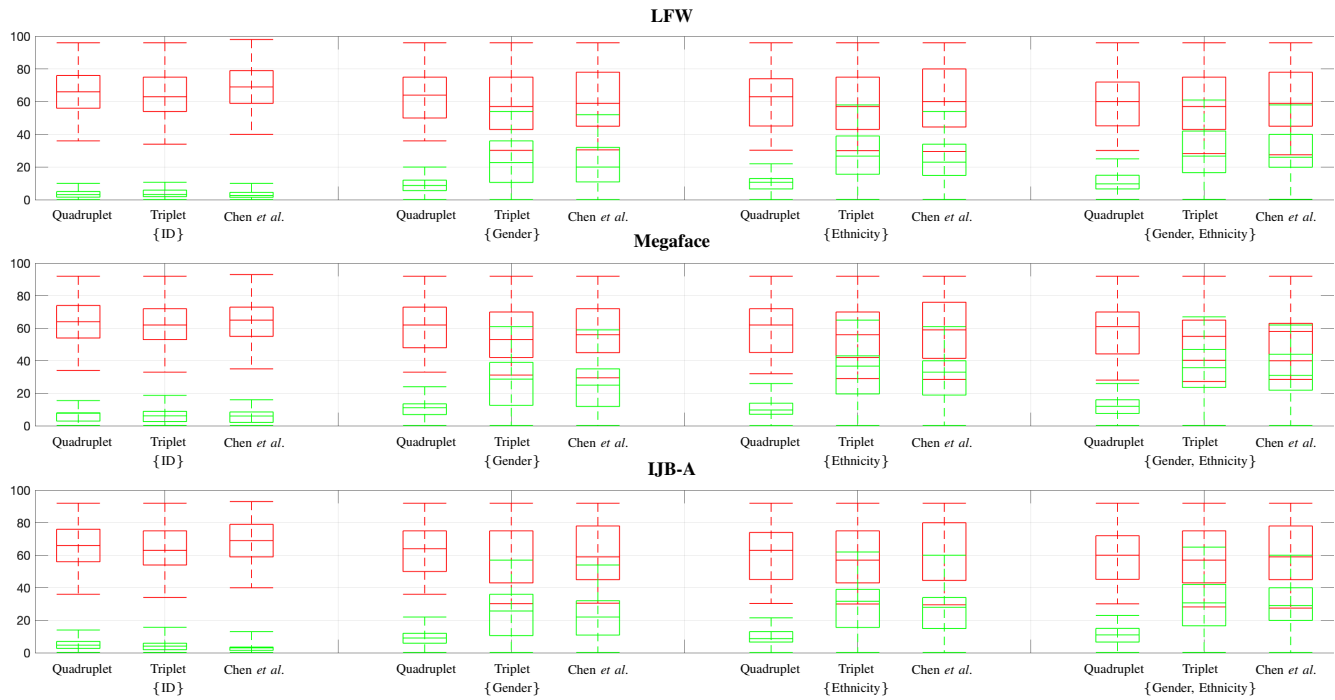 LFW
100
80
60
40
20
0
Quadruplet Triplet Chen et al. Quadruplet Triplet Chen et al. Quadruplet Triplet Chen et al. Quadruplet Triplet Chen et al.
{ID} {Gender} {Ethnicity} {Gender, Ethnicity}
Megaface
100
80
60
40
20
0
Quadruplet Triplet Chen et al. Quadruplet Triplet Chen et al. Quadruplet Triplet Chen et al. Quadruplet Triplet Chen et al.
{ID} {Gender} {Ethnicity} {Gender, Ethnicity}
IJB-A
100
80
60
40
20
0
Quadruplet Triplet Chen et al. Quadruplet Triplet Chen et al. Quadruplet Triplet Chen et al. Quadruplet Triplet Chen et al.
{ID} {Gender} {Ethnicity} {Gender, Ethnicity}